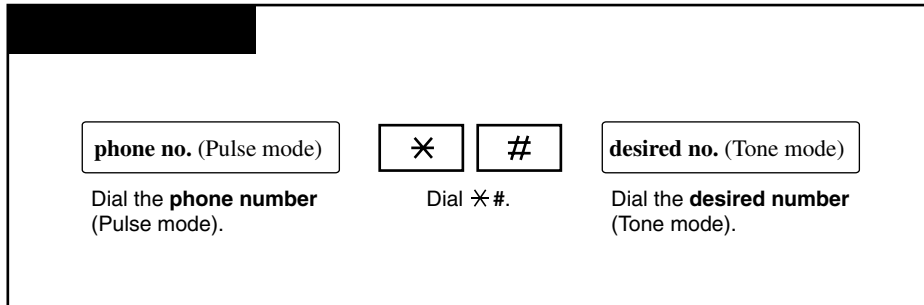 phone no. (Pulse mode)
✳ #
desired no. (Tone mode)
Dial the phone number
(Pulse mode).
Dial ✳#.
Dial the desired number
(Tone mode).